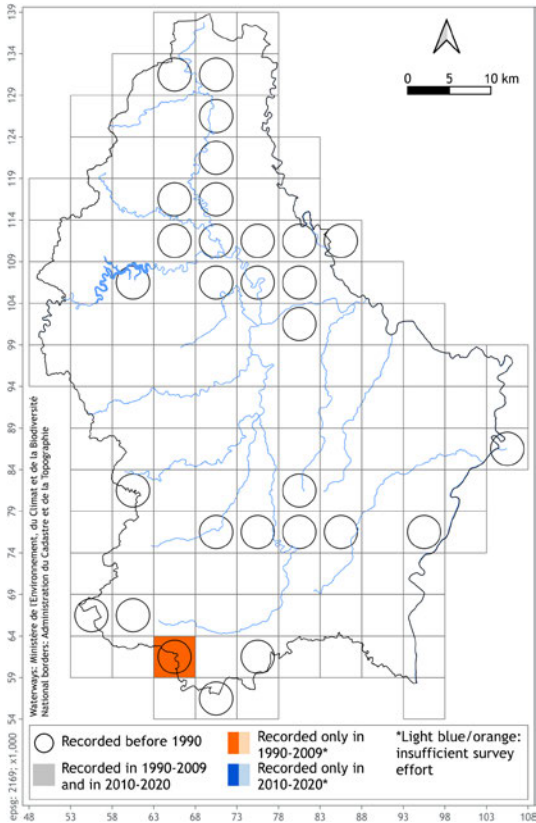 139
134
129
124
119
114
109
104
99
94
89
84
79
74
69
64
59
54
0 5 10 km
Waterways: Ministère de l'Environnement, du Climat et de la Biodiversité
National borders: Administration du Cadastre et de la Topographie
epsg: 2169; x1,000
Recorded before 1990
Recorded in 1990-2009
and in 2010-2020
Recorded only in
1990-2009*
Recorded only in
2010-2020*
*Light blue/orange:
insufficient survey
effort
48 53 58 63 68 73 78 83 88 93 98 103 108